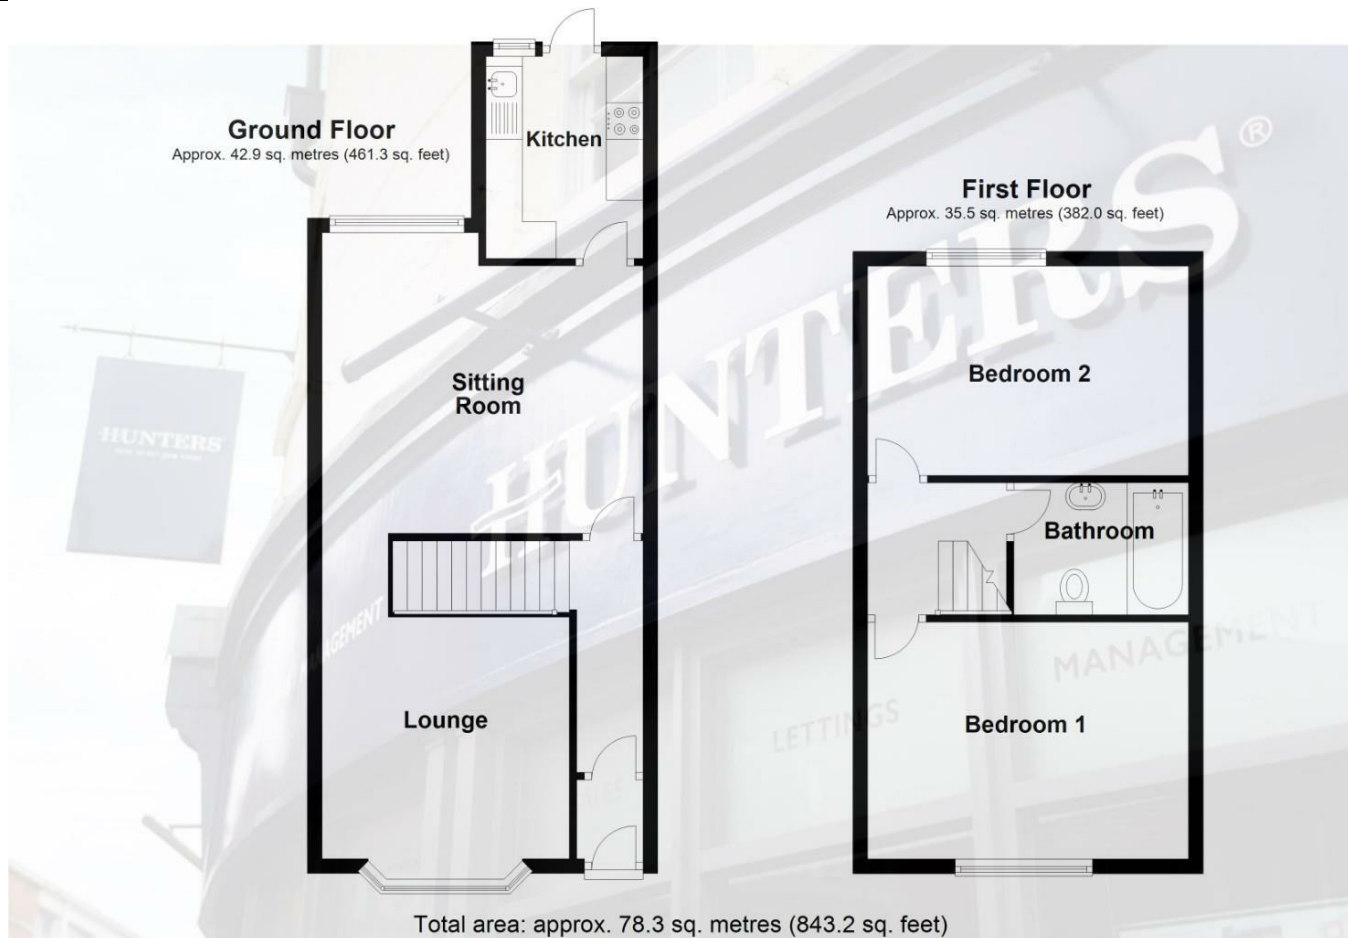 Ground Floor
Approx. 42.9 sq. metres (461.3 sq. feet)
Kitchen
Sitting
Room
Lounge
First Floor
Approx. 35.5 sq. metres (382.0 sq. feet)
Bedroom 2
Bathroom
Bedroom 1
HUNTERS®
HUNTERS
MANAGEMENT
LETTINGS
MANAGEMENT
Total area: approx. 78.3 sq. metres (843.2 sq. feet)